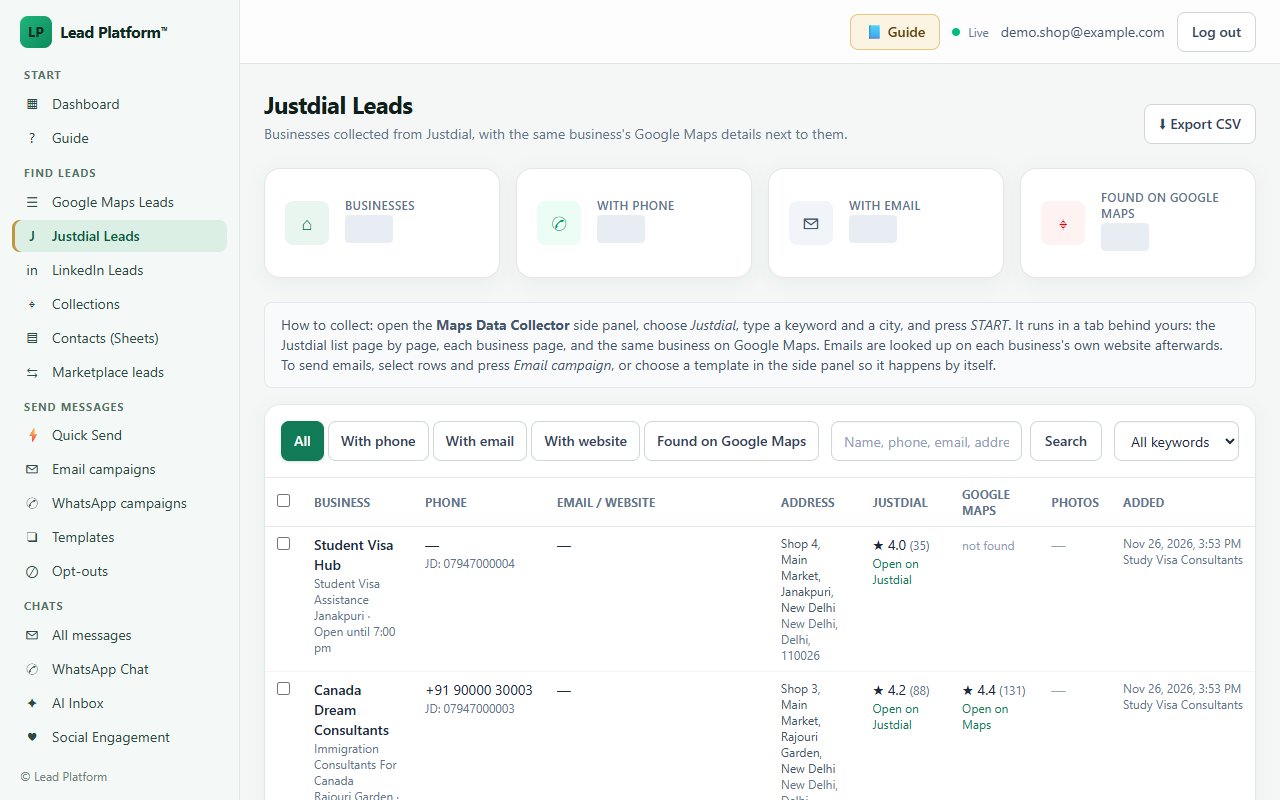 LP Lead Platform™
START
Dashboard
? Guide
FIND LEADS
Google Maps Leads
J Justdial Leads
in LinkedIn Leads
Collections
Contacts (Sheets)
Marketplace leads
SEND MESSAGES
Quick Send
Email campaigns
WhatsApp campaigns
Templates
Opt-outs
CHATS
All messages
WhatsApp Chat
AI Inbox
Social Engagement
© Lead Platform
Guide
Live
demo.shop@example.com
Log out
Justdial Leads
Businesses collected from Justdial, with the same business's Google Maps details next to them.
⬇ Export CSV
BUSINESSES
WITH PHONE
WITH EMAIL
FOUND ON GOOGLE
MAPS
How to collect: open the Maps Data Collector side panel, choose Justdial, type a keyword and a city, and press START. It runs in a tab behind yours: the
Justdial list page by page, each business page, and the same business on Google Maps. Emails are looked up on each business's own website afterwards.
To send emails, select rows and press Email campaign, or choose a template in the side panel so it happens by itself.
All
With phone
With email
With website
Found on Google Maps
Name, phone, email, addre
Search
All keywords
BUSINESS
PHONE
EMAIL / WEBSITE
ADDRESS
JUSTDIAL
GOOGLE
MAPS
PHOTOS
ADDED
Student Visa
Hub
Student Visa
Assistance
Janakpuri ·
Open until 7:00
pm
—
JD: 07947000004
—
Shop 4,
Main
Market,
Janakpuri,
New Delhi
New Delhi,
Delhi,
110026
★ 4.0 (35)
Open on
Justdial
not found
—
Nov 26, 2026, 3:53 PM
Study Visa Consultants
Canada
Dream
Consultants
Immigration
Consultants For
Canada
Rajouri Garden ·
+91 90000 30003
JD: 07947000003
—
Shop 3,
Main
Market,
Rajouri
Garden,
New Delhi
New Delhi,
Delhi,
★ 4.2 (88)
Open on
Justdial
★ 4.4 (131)
Open on
Maps
—
Nov 26, 2026, 3:53 PM
Study Visa Consultants